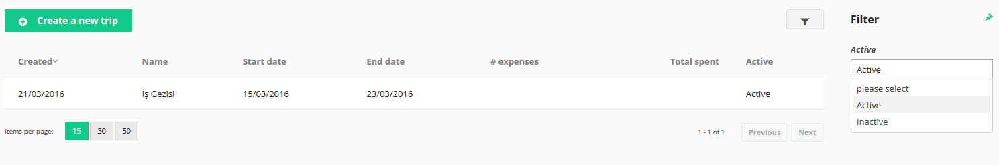 Create a new trip
Filter
Active
Created Name Start date End date # expenses Total spent Active
Active
please select
21/03/2016 İş Gezisi 15/03/2016 23/03/2016 Active
Active
Inactive
Items per page: 15 30 50 1 - 1 of 1 Previous Next